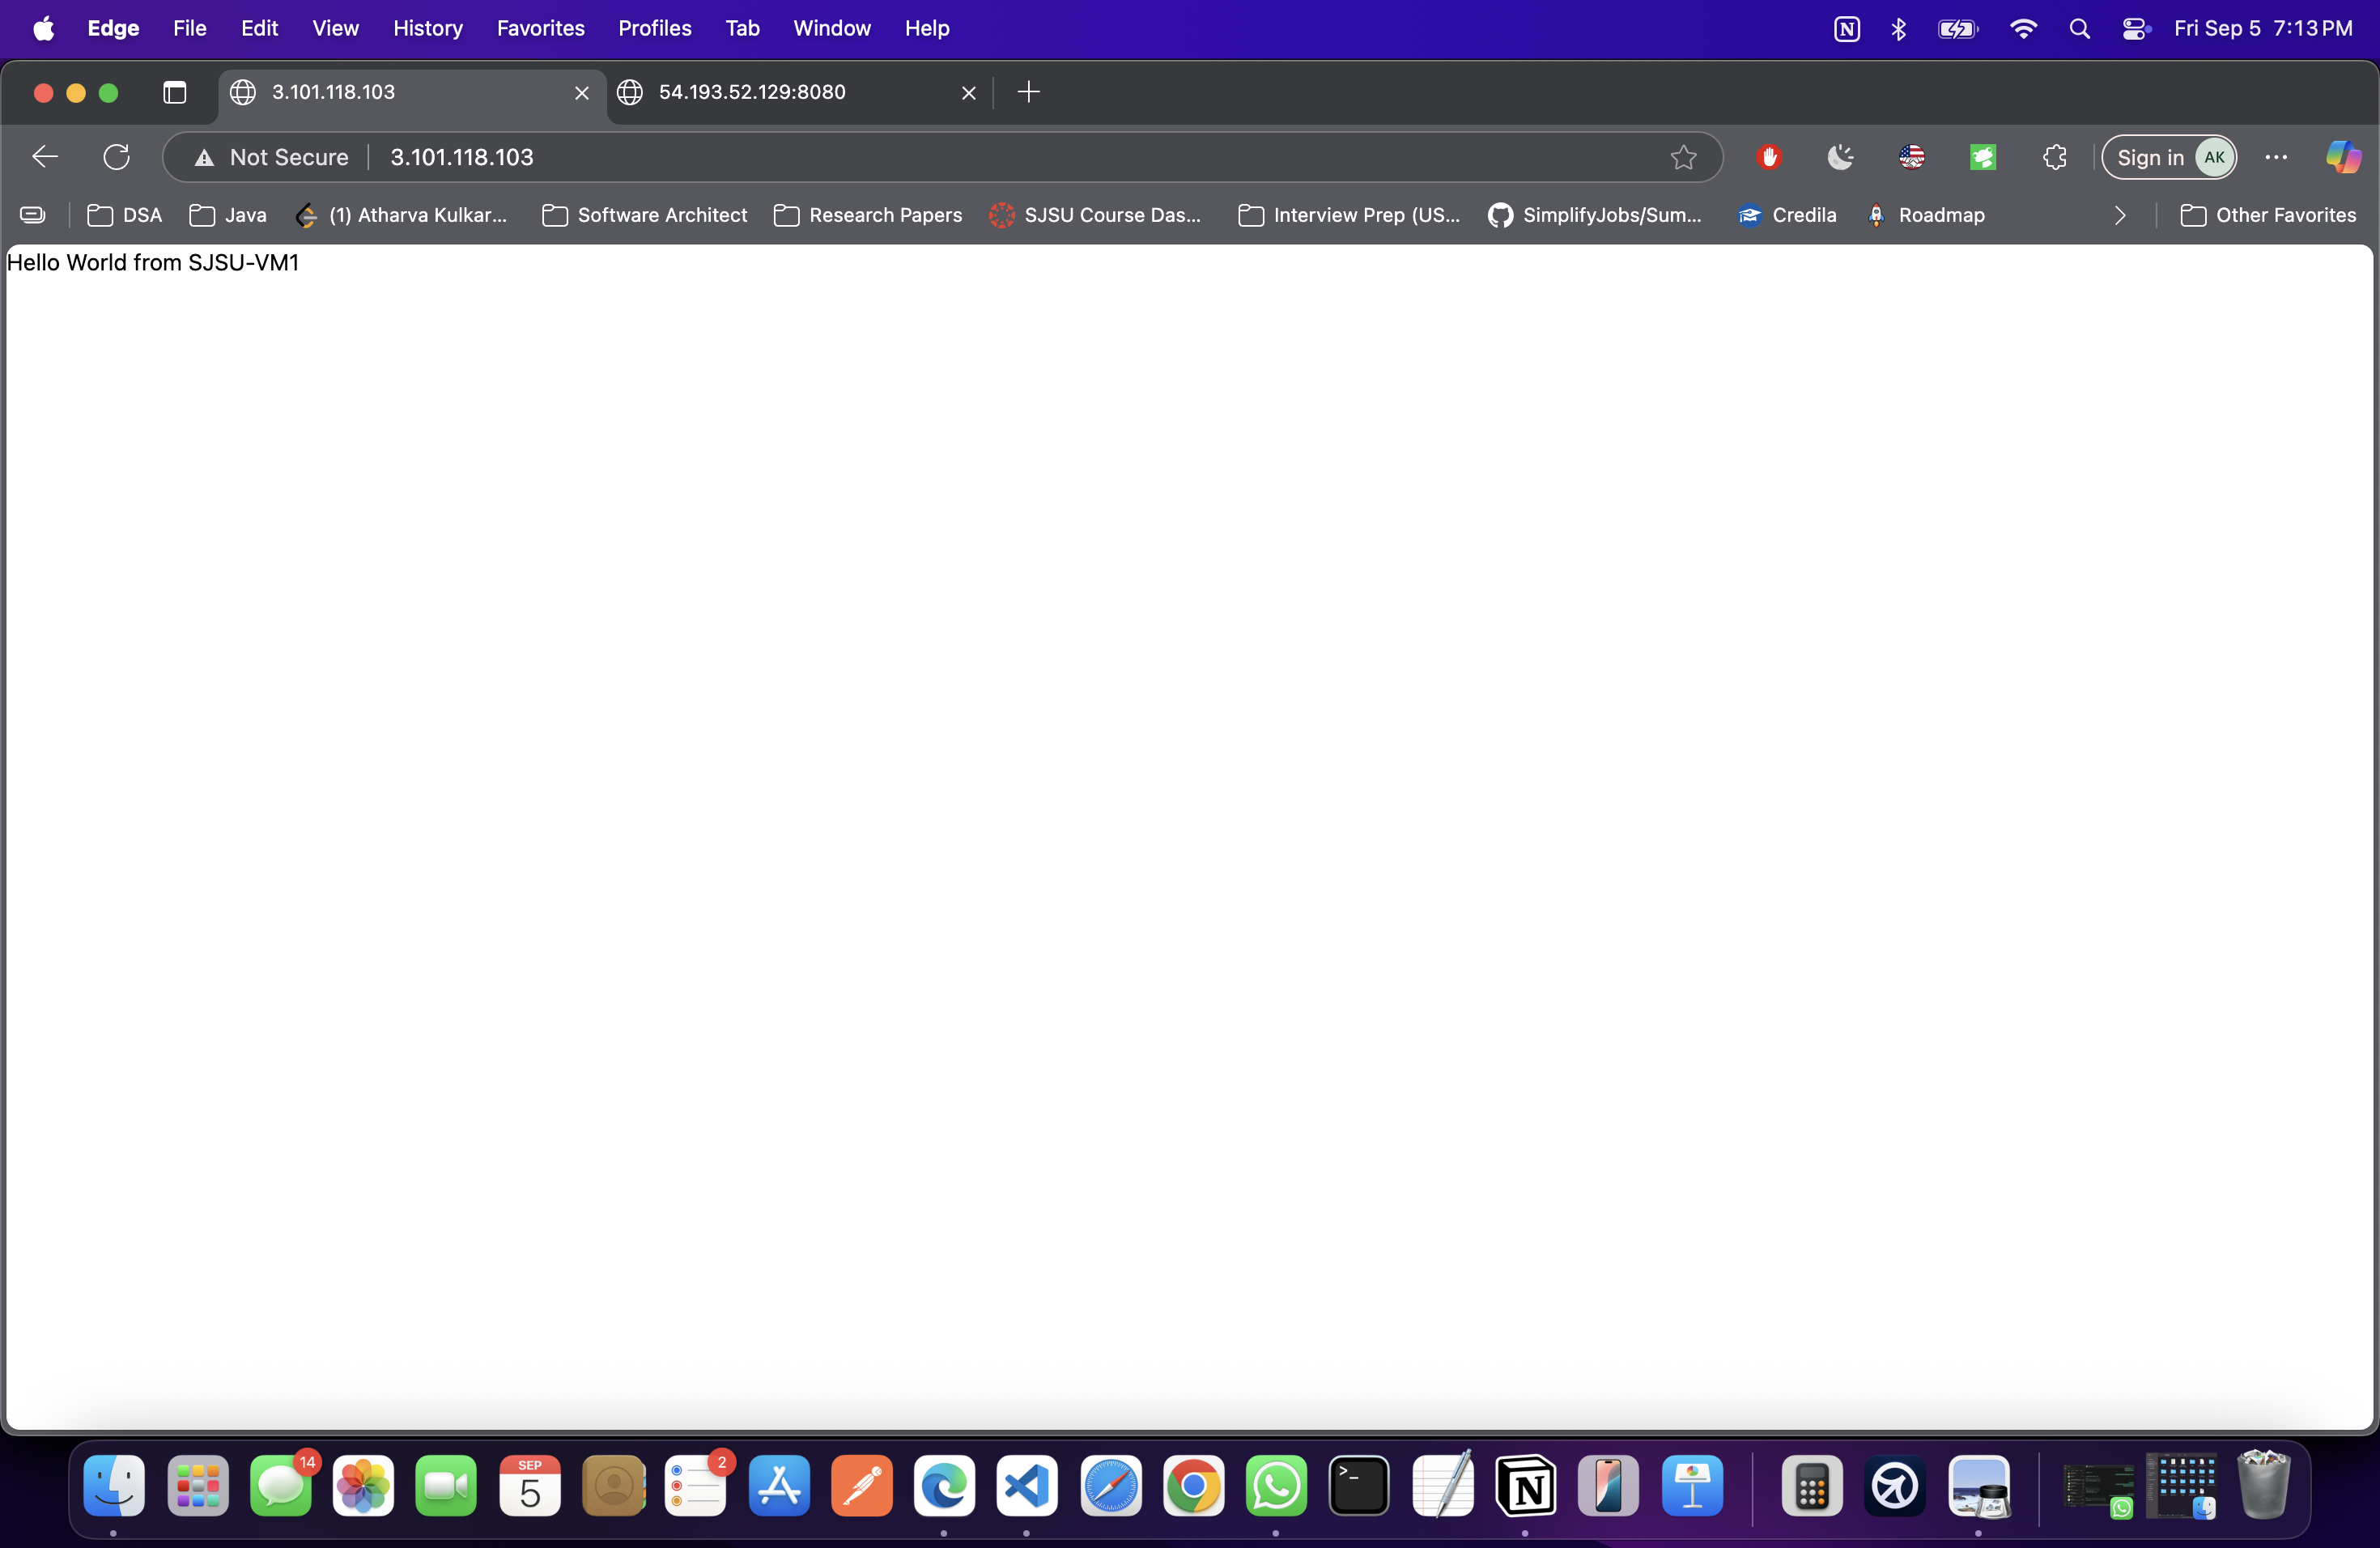 Edge File Edit View History Favorites Profiles Tab Window Help N Fri Sep 5 7:13 PM
3.101.118.103 54.193.52.129:8080
Not Secure 3.101.118.103 Sign in AK
DSA Java (1) Atharva Kulkar... Software Architect Research Papers SJSU Course Das... Interview Prep (US... SimplifyJobs/Sum... Credila Roadmap Other Favorites
Hello World from SJSU-VM1
14 SEP 5 2 >_ N